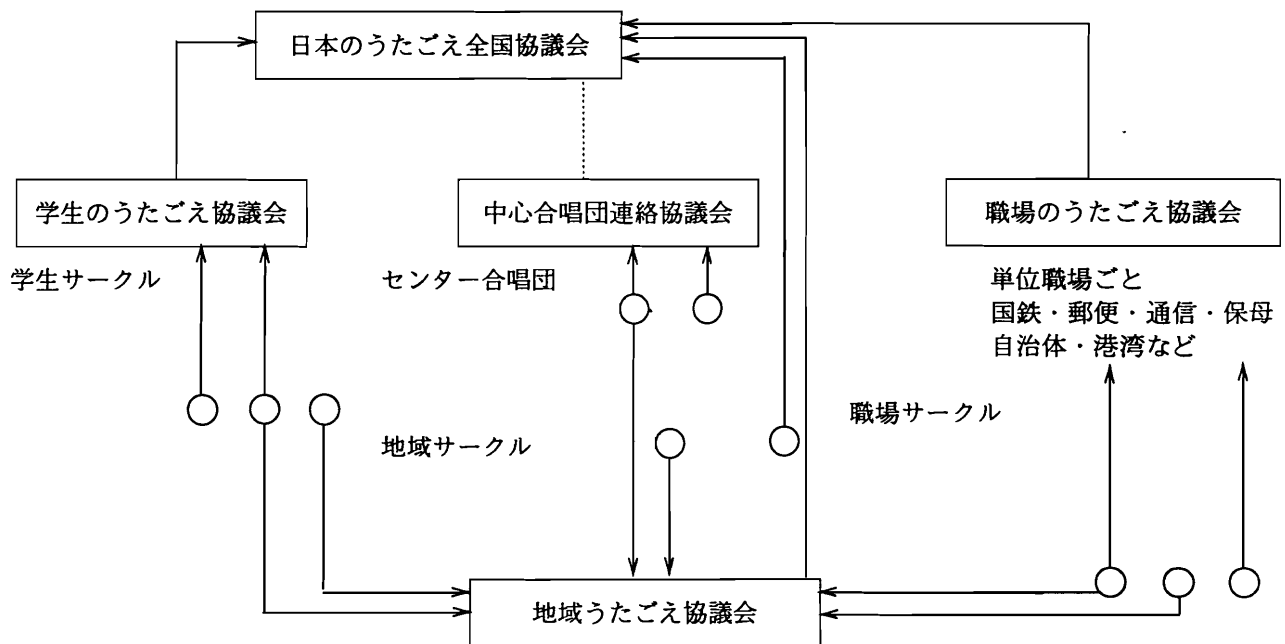 日本のうたごえ全国協議会
学生のうたごえ協議会
中心合唱団連絡協議会
職場のうたごえ協議会
学生サークル
センター合唱団
単位職場ごと
国鉄・郵便・通信・保母
自治体・港湾など
職場サークル
地域サークル
地域うたごえ協議会